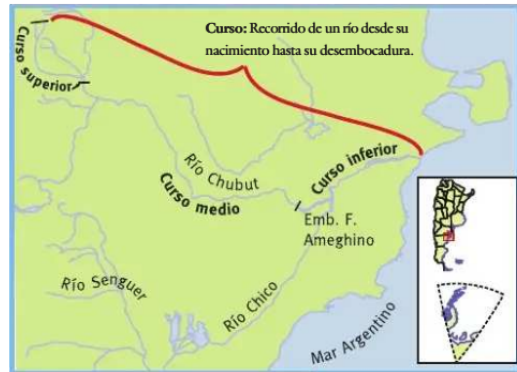 Curso: Recorrido de un río desde su
nacimiento hasta su desembocadura.
Curso superior
Río Chubut
Curso medio
Curso inferior
Emb. F.
Ameghino
Río Senguer
Río Chico
Mar Argentino